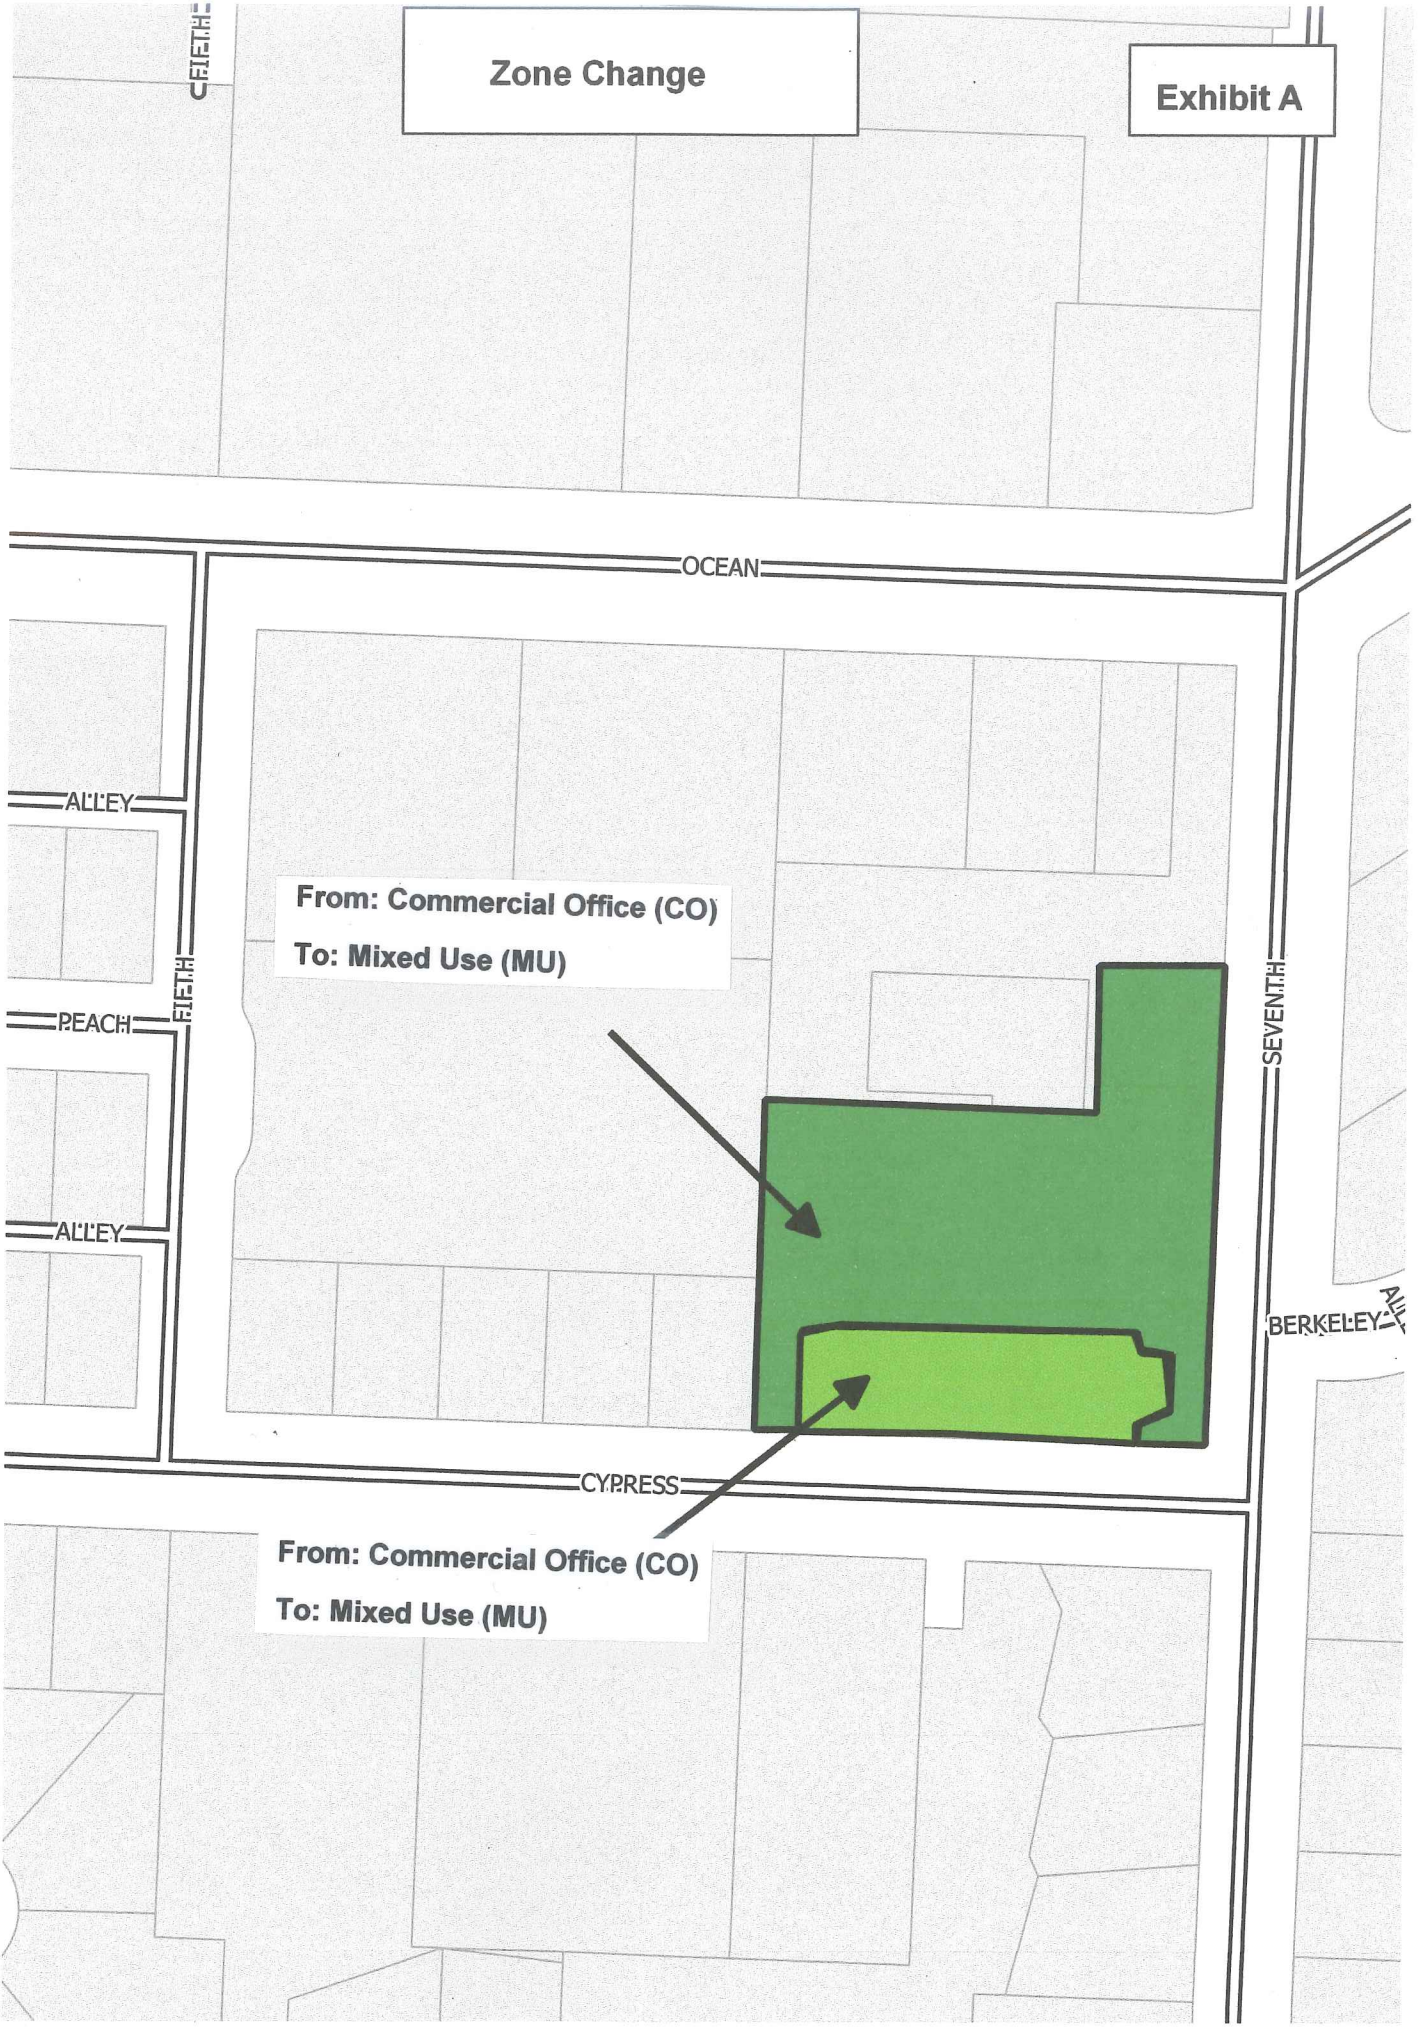 FIFTH
Zone Change
Exhibit A
OCEAN
ALLEY
From: Commercial Office (CO)
To: Mixed Use (MU)
FIFTH
PEACH
SEVENTH
ALLEY
BERKELEY
CYPRESS
From: Commercial Office (CO)
To: Mixed Use (MU)